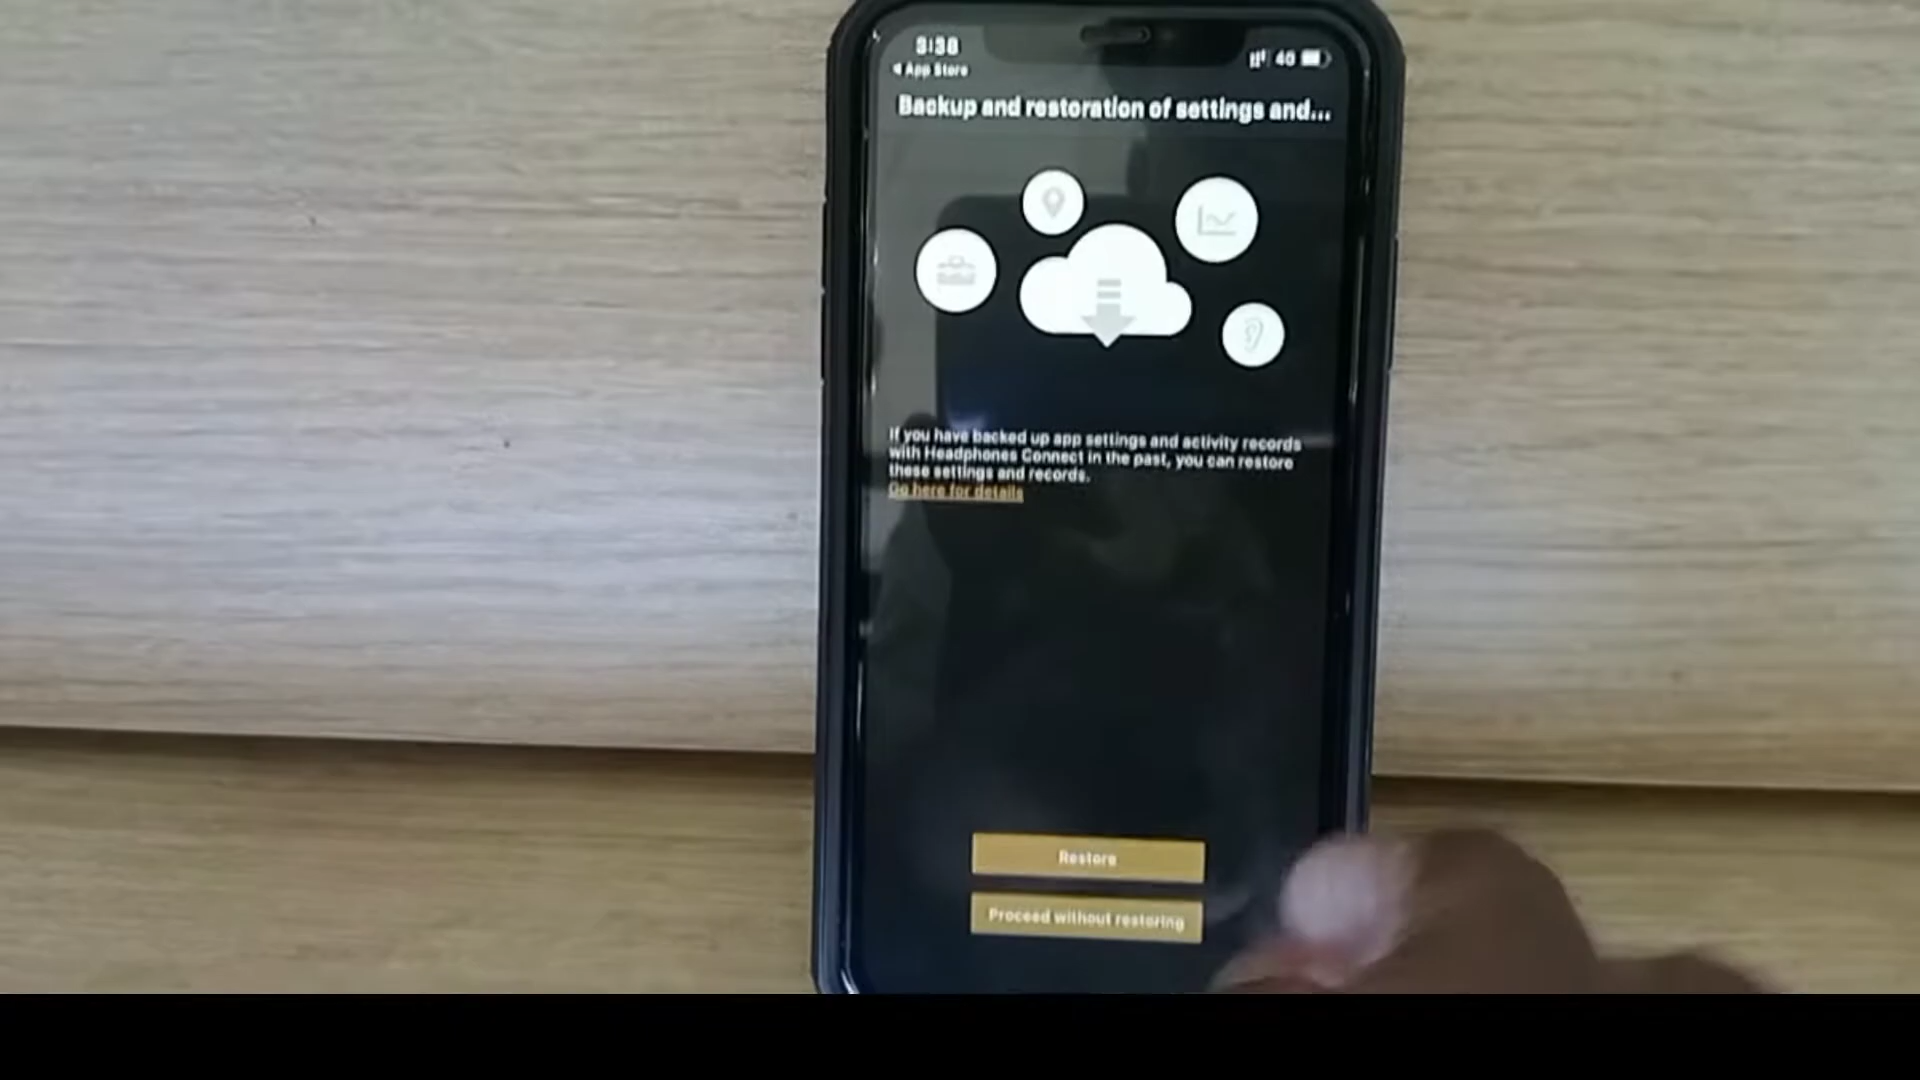 3:38
4G
◀ App Store
Backup and restoration of settings and...
If you have backed up app settings and activity records
with Headphones Connect in the past, you can restore
these settings and records.
Go here for details
Restore
Proceed without restoring